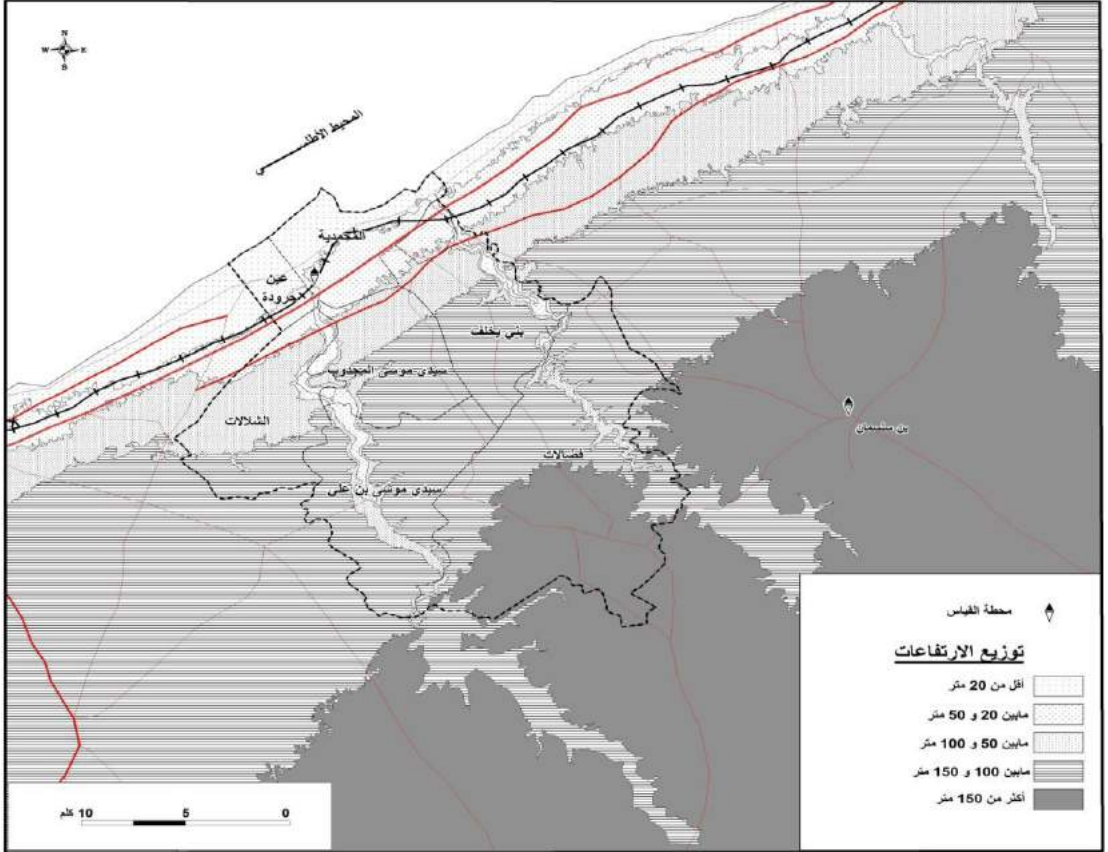 N
W E
S
المحيط الأطلســـــي
المحمدية
عين
حرودة
بني يخلف
سيدي موسى المجدوب
الشلالات
فضالات
سيدي موسى بن علي
بن سليمان
محطة القياس
توزيع الارتفاعات
أقل من 20 متر
مابين 20 و 50 متر
مابين 50 و 100 متر
مابين 100 و 150 متر
أكثر من 150 متر
0 5 10 كلم